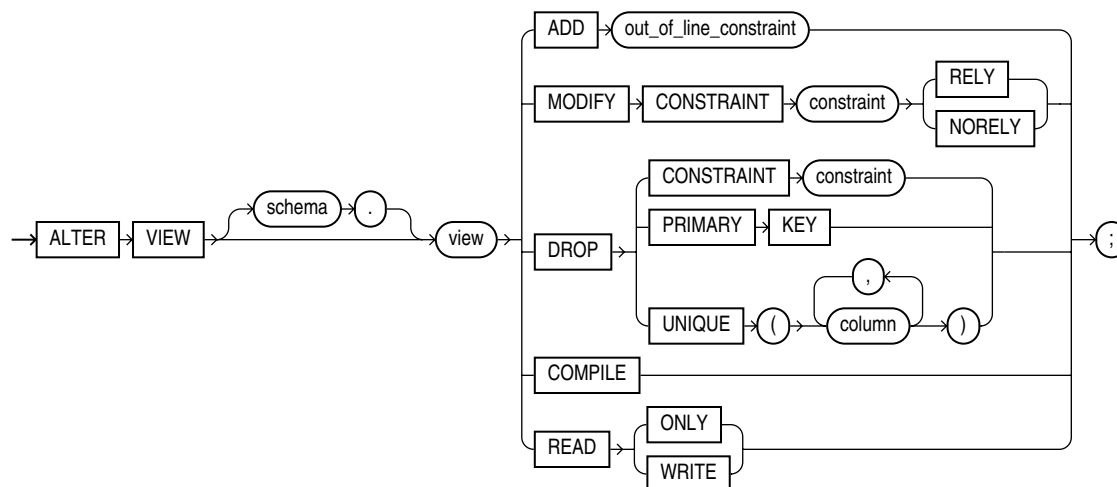 ADD out_of_line_constraint
MODIFY CONSTRAINT constraint RELY
NORELY
CONSTRAINT constraint
schema .
PRIMARY KEY
ALTER VIEW view DROP ;
,
UNIQUE ( column )
COMPILE
READ ONLY
WRITE